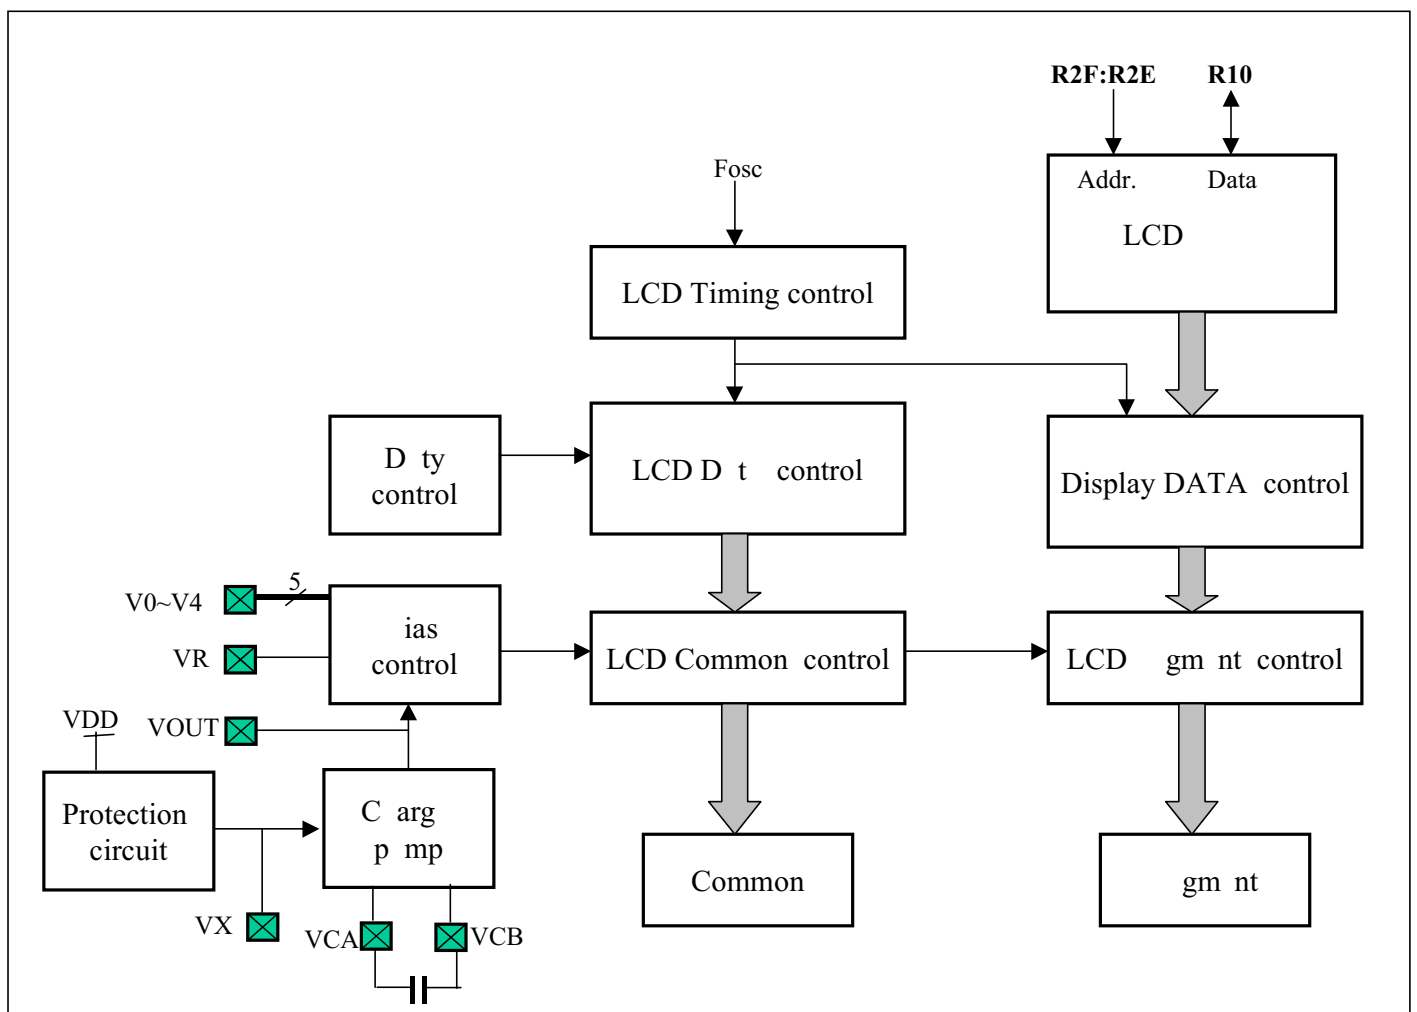 R2F:R2E R10
Fosc
Addr. Data
LCD
LCD Timing control
D ty
control
LCD D t control
Display DATA control
5
V0~V4
ias
control
VR
LCD Common control
LCD gm nt control
VDD
VOUT
Protection
circuit
C arg
p mp
Common
gm nt
VX
VCA
VCB